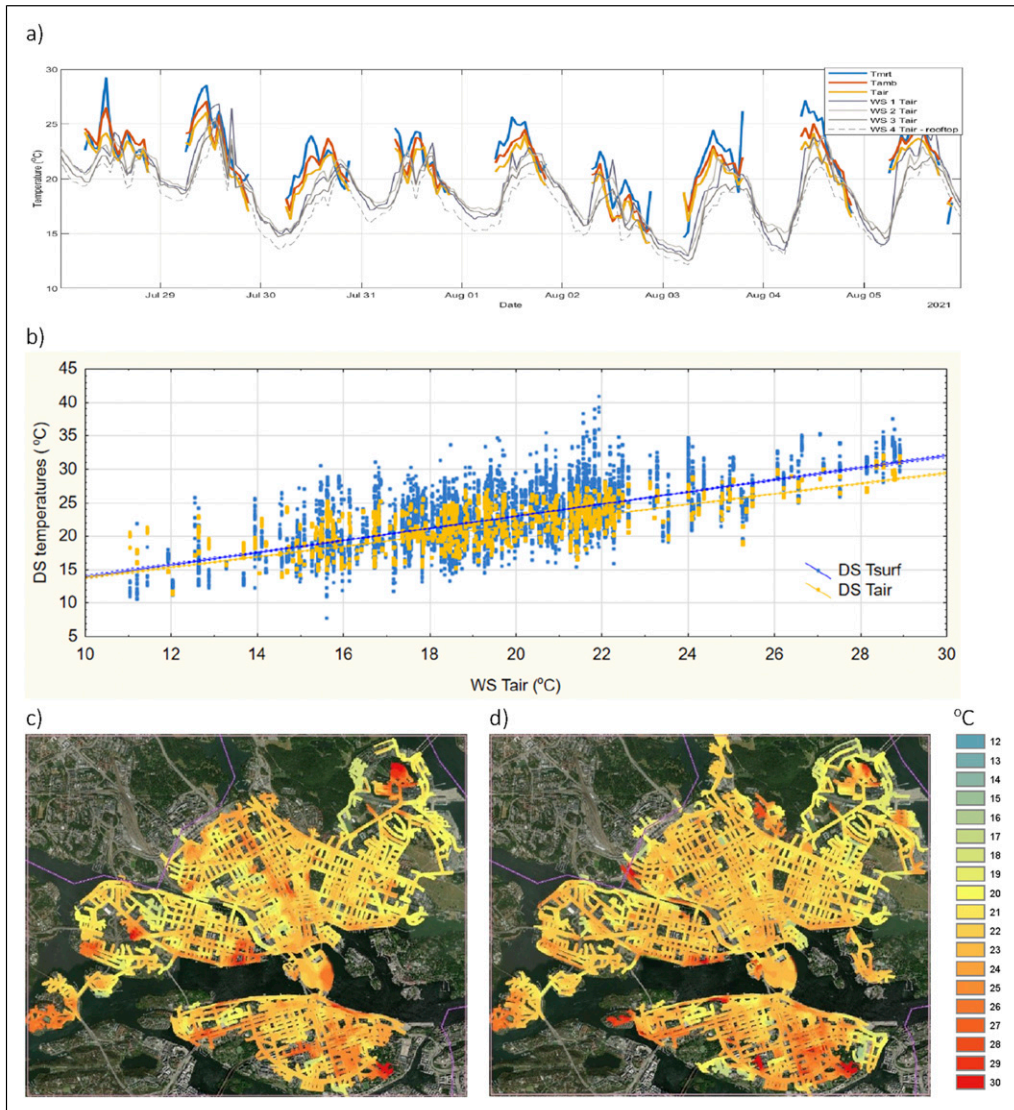 a)
30
25
20
15
10
Temperature (°C)
Tmrt
Tamb
Tair
WS 1 Tair
WS 2 Tair
WS 3 Tair
WS 4 Tair - rooftop
Jul 29
Jul 30
Jul 31
Aug 01
Aug 02
Aug 03
Aug 04
Aug 05
Date
2021
b)
45
40
35
30
25
20
15
10
5
DS temperatures (°C)
DS Tsurf
DS Tair
10
12
14
16
18
20
22
24
26
28
30
WS Tair (°C)
c)
d)
°C
12
13
14
15
16
17
18
19
20
21
22
23
24
25
26
27
28
29
30